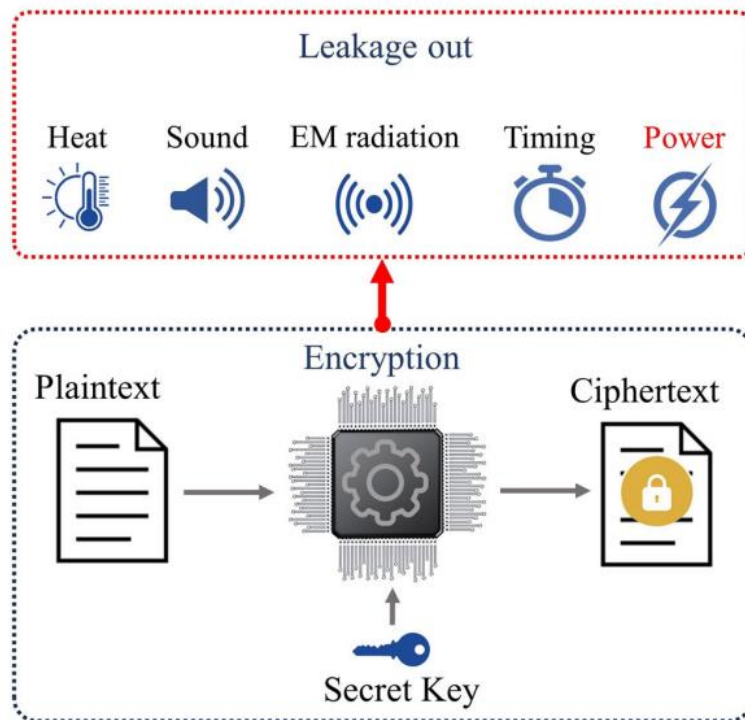 Leakage out
Heat Sound EM radiation Timing Power
Encryption
Plaintext
Ciphertext
Secret Key